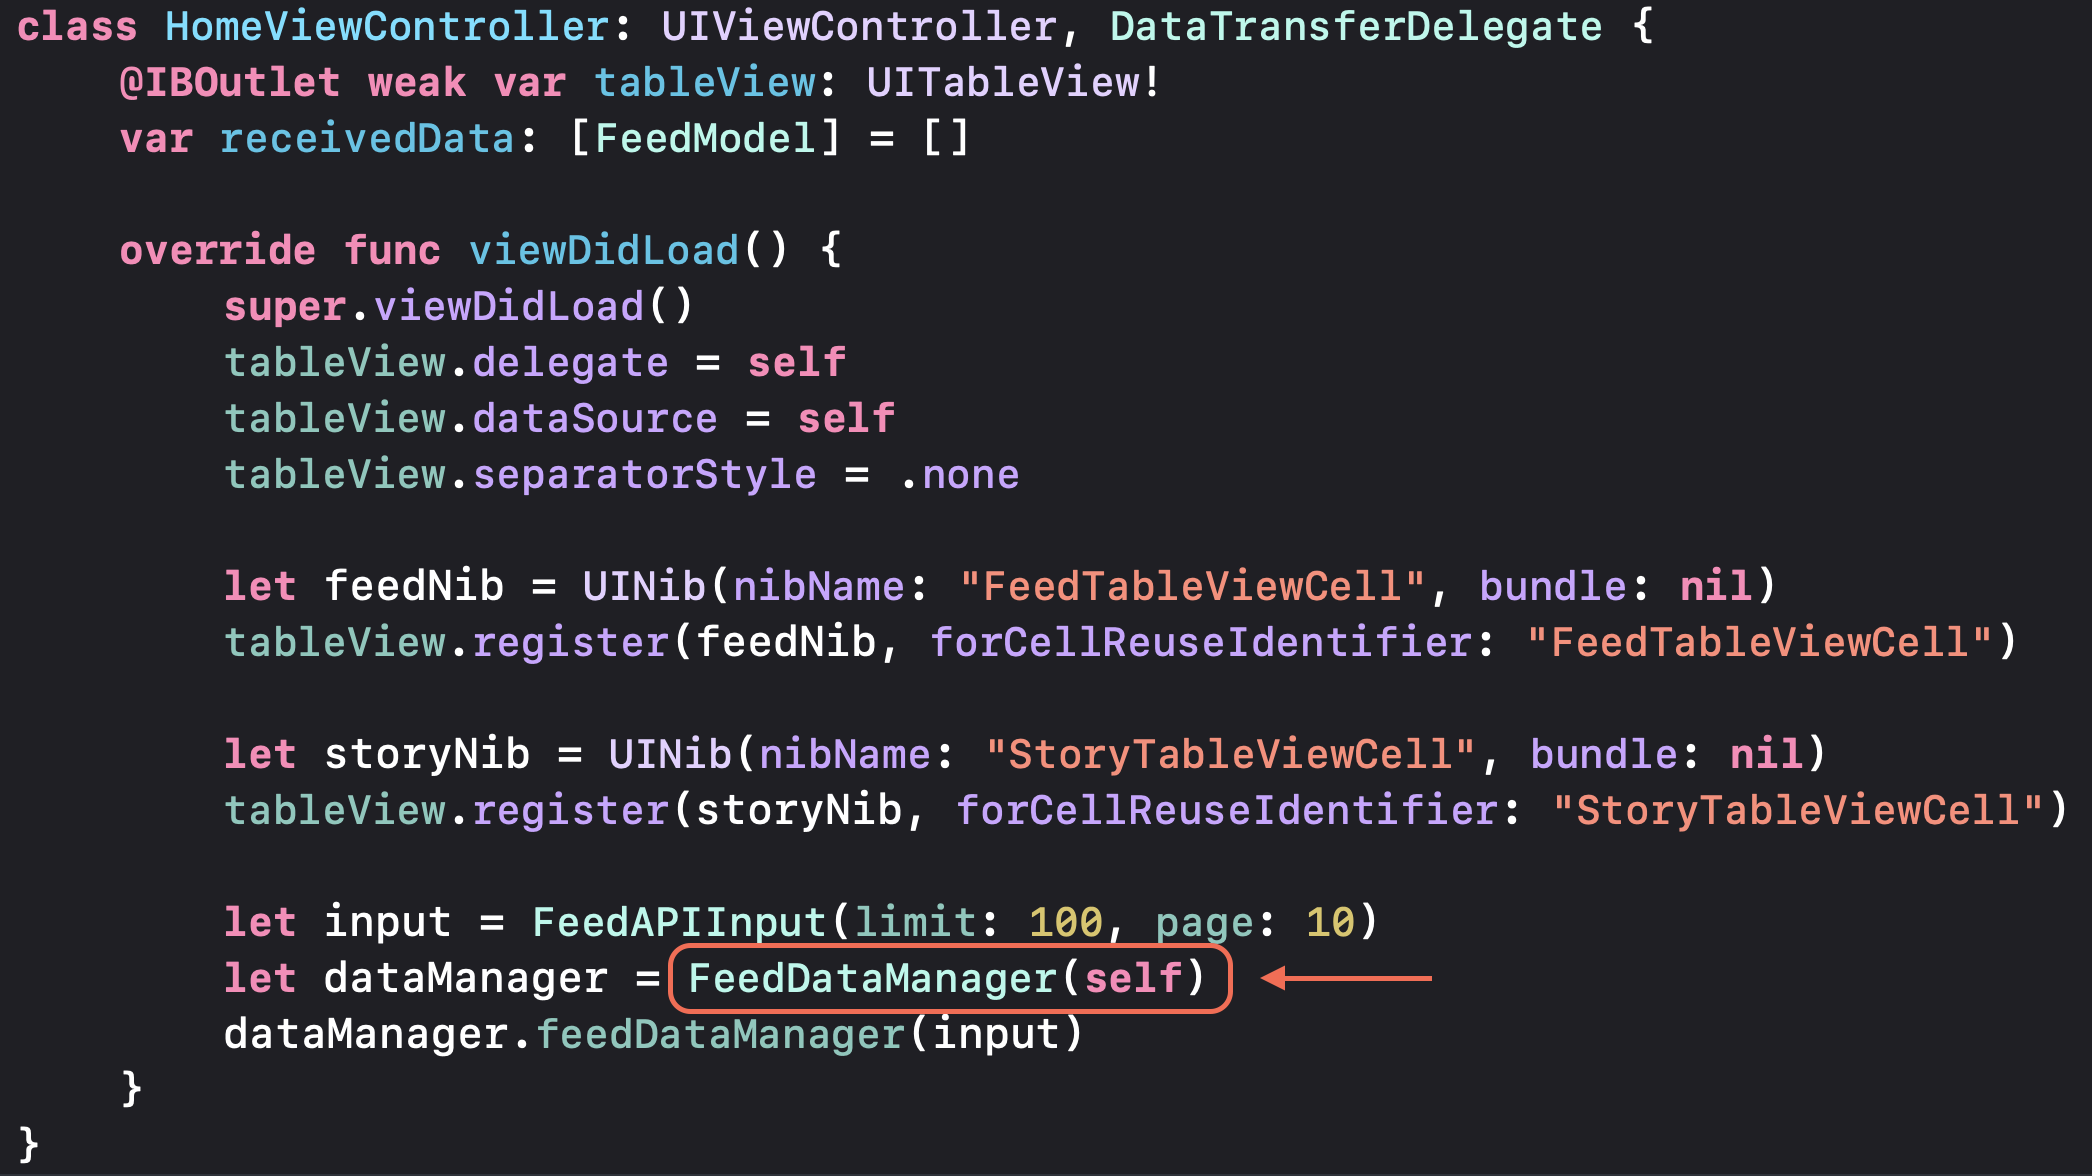 class HomeViewController: UIViewController, DataTransferDelegate {
    @IBOutlet weak var tableView: UITableView!
    var receivedData: [FeedModel] = []

    override func viewDidLoad() {
        super.viewDidLoad()
        tableView.delegate = self
        tableView.dataSource = self
        tableView.separatorStyle = .none

        let feedNib = UINib(nibName: "FeedTableViewCell", bundle: nil)
        tableView.register(feedNib, forCellReuseIdentifier: "FeedTableViewCell")

        let storyNib = UINib(nibName: "StoryTableViewCell", bundle: nil)
        tableView.register(storyNib, forCellReuseIdentifier: "StoryTableViewCell")

        let input = FeedAPIInput(limit: 100, page: 10)
        let dataManager = FeedDataManager(self)
        dataManager.feedDataManager(input)
    }
}